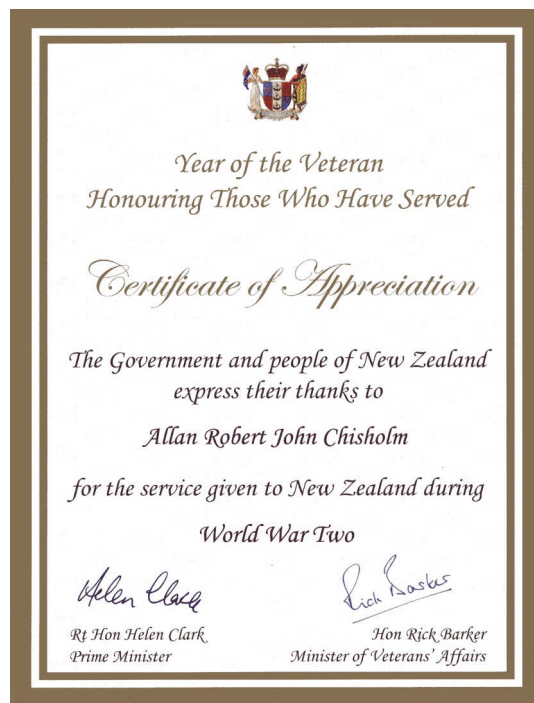 Year of the Veteran
Honouring Those Who Have Served
Certificate of Appreciation
The Government and people of New Zealand
express their thanks to
Allan Robert John Chisholm
for the service given to New Zealand during
World War Two
Helen Clark
Rick Barker
Rt Hon Helen Clark
Prime Minister
Hon Rick Barker
Minister of Veterans' Affairs